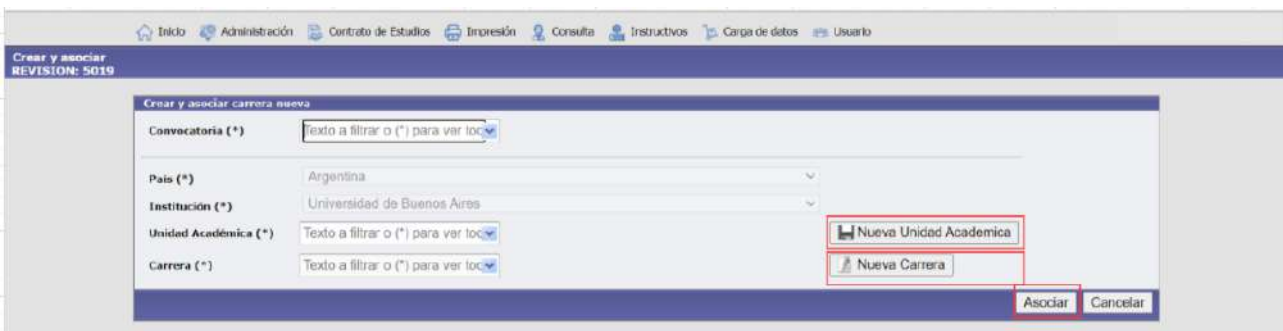 Inicio Administración Contrato de Estudios Impresión Consulta Instructivos Carga de datos Usuario
Crear y asociar
REVISION: 5019
Crear y asociar carrera nueva
Convocatoria (*) Texto a filtrar o (*) para ver toc
Pais (*) Argentina
Institución (*) Universidad de Buenos Aires
Unidad Académica (*) Texto a filtrar o (*) para ver toc Nueva Unidad Academica
Carrera (*) Texto a filtrar o (*) para ver toc Nueva Carrera
Asociar Cancelar